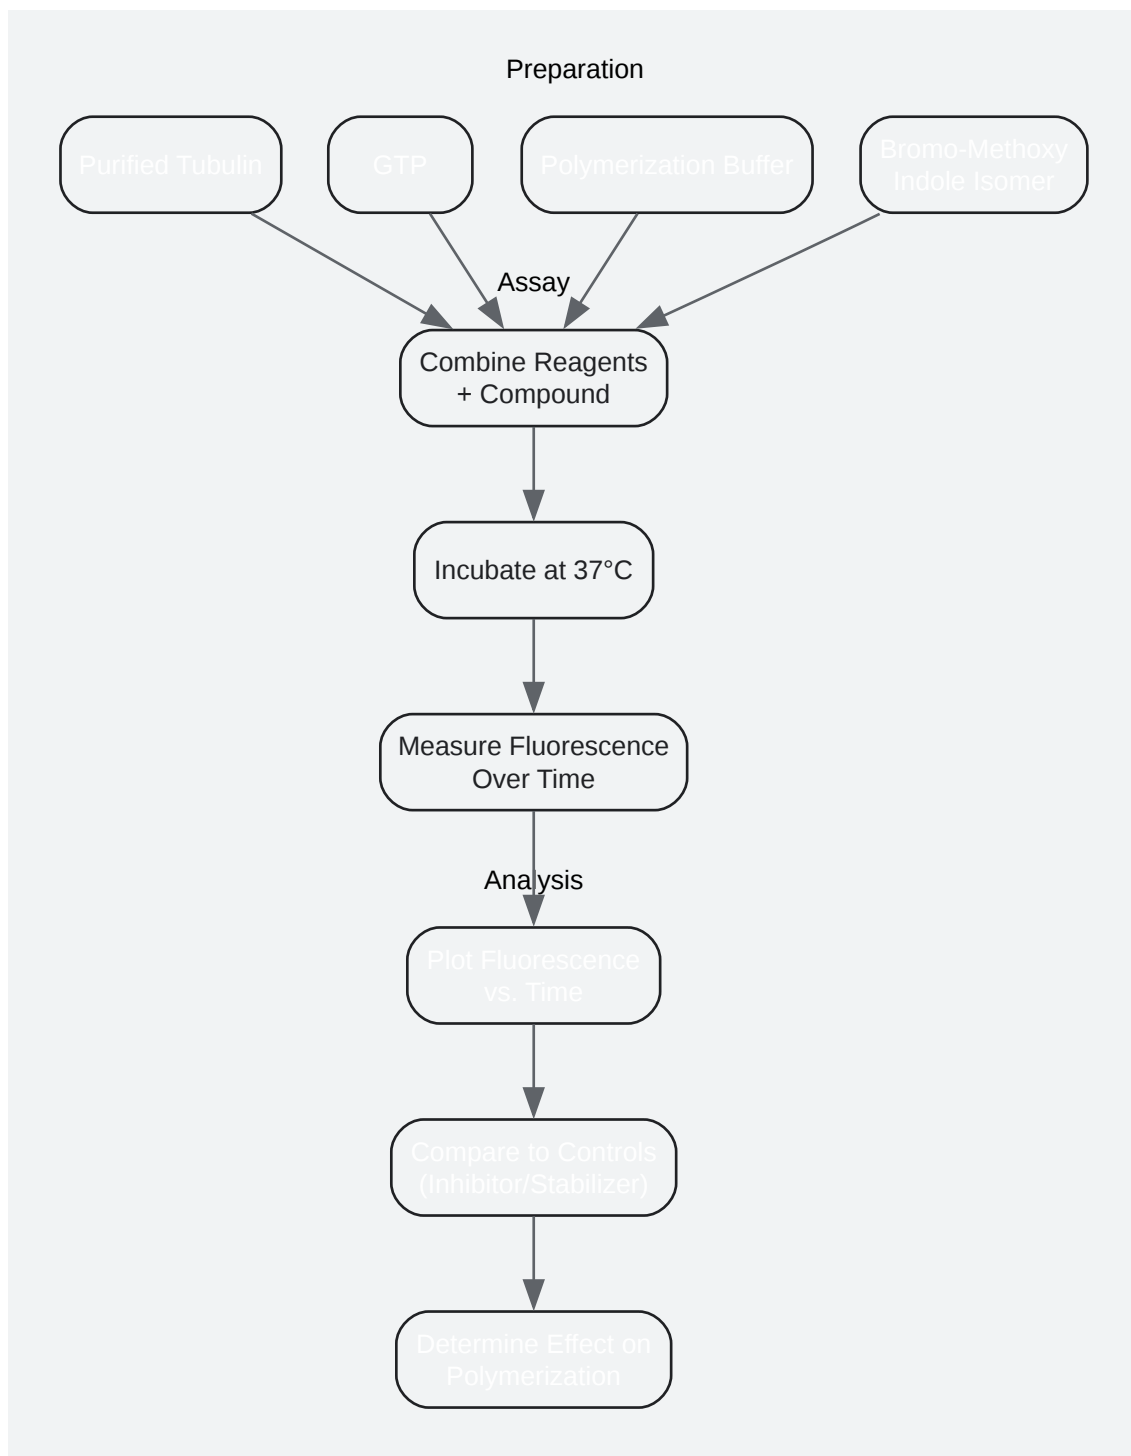 Preparation
Purified Tubulin
GTP
Polymerization Buffer
Bromo-Methoxy
Indole Isomer
Assay
Combine Reagents
+ Compound
Incubate at 37°C
Measure Fluorescence
Over Time
Analysis
Plot Fluorescence
vs. Time
Compare to Controls
(Inhibitor/Stabilizer)
Determine Effect on
Polymerization